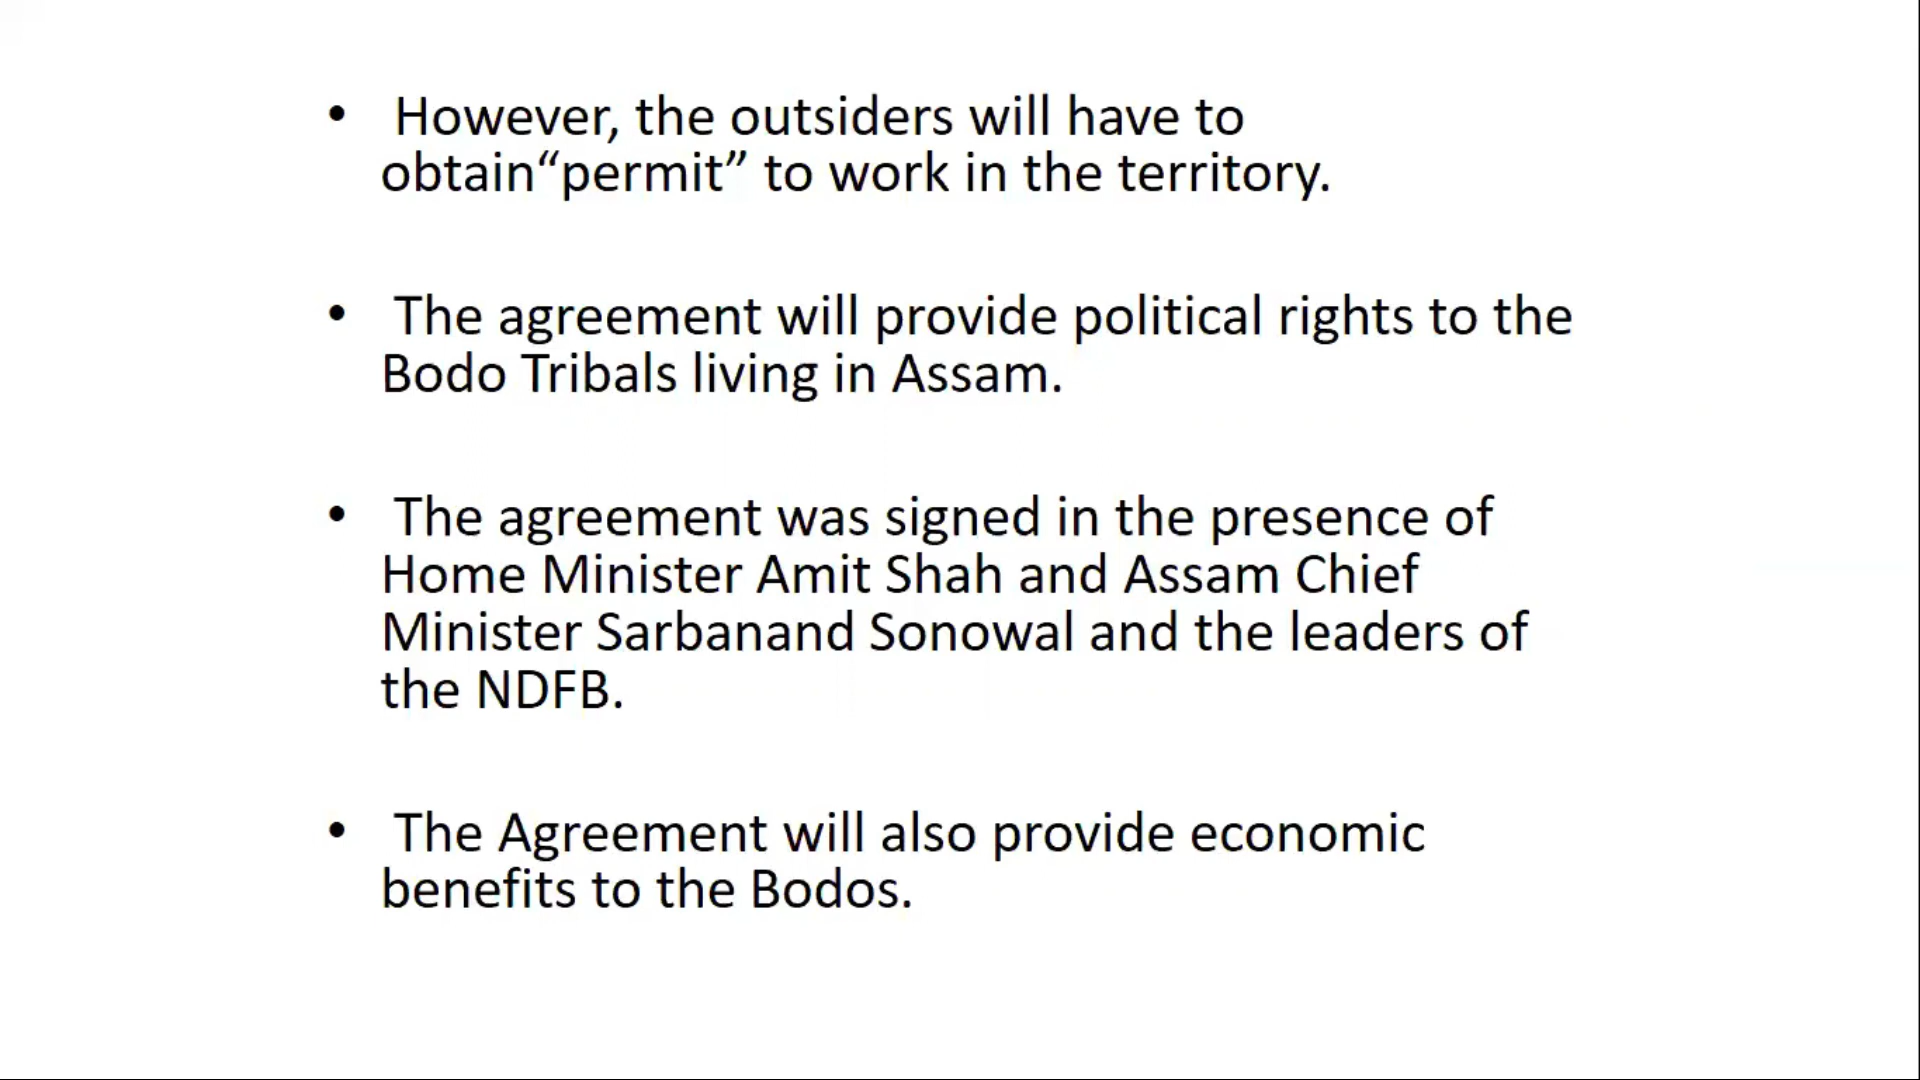 • However, the outsiders will have to
obtain“permit” to work in the territory.
• The agreement will provide political rights to the
Bodo Tribals living in Assam.
• The agreement was signed in the presence of
Home Minister Amit Shah and Assam Chief
Minister Sarbanand Sonowal and the leaders of
the NDFB.
• The Agreement will also provide economic
benefits to the Bodos.